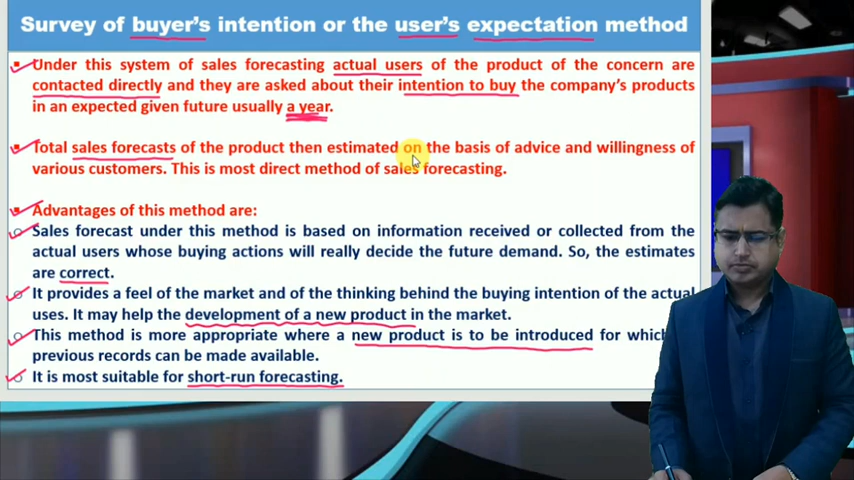 Survey of buyer's intention or the user's expectation method
Under this system of sales forecasting actual users of the product of the concern are
contacted directly and they are asked about their intention to buy the company's products
in an expected given future usually a year.
Total sales forecasts of the product then estimated on the basis of advice and willingness of
various customers. This is most direct method of sales forecasting.
Advantages of this method are:
Sales forecast under this method is based on information received or collected from the
actual users whose buying actions will really decide the future demand. So, the estimates
are correct.
It provides a feel of the market and of the thinking behind the buying intention of the actual
uses. It may help the development of a new product in the market.
This method is more appropriate where a new product is to be introduced for which
previous records can be made available.
It is most suitable for short-run forecasting.